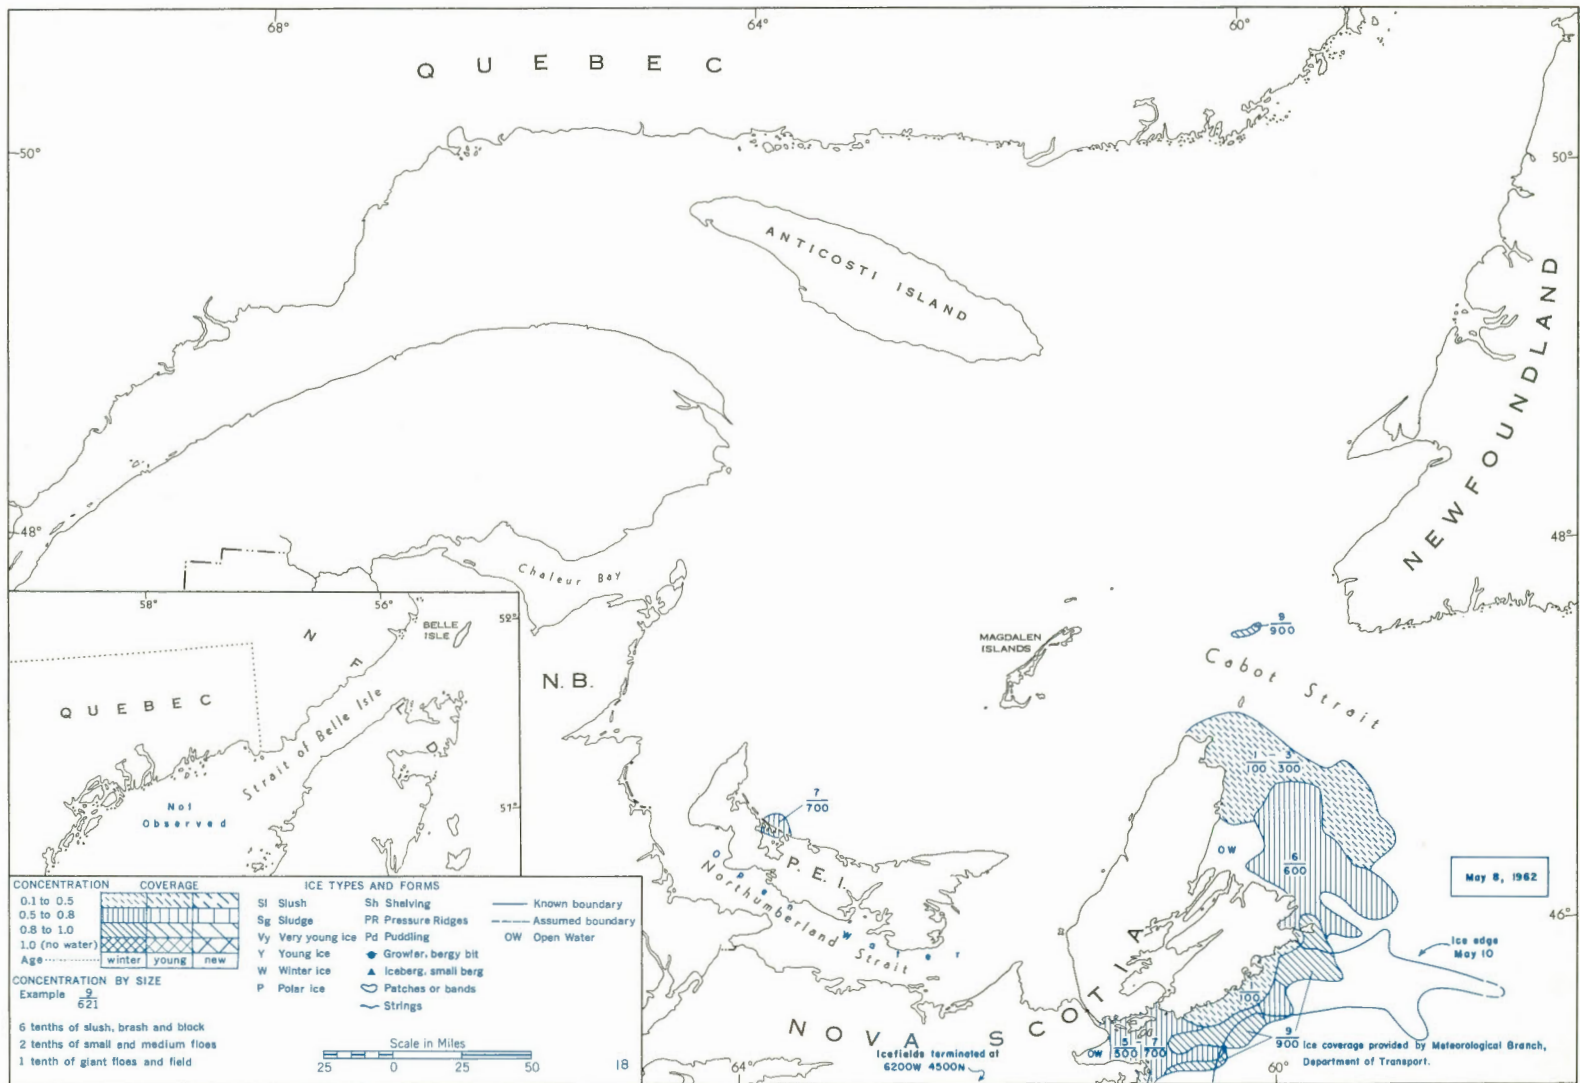 68°
64°
60°
QUEBEC
50°
50°
ANTICOSTI ISLAND
NEWFOUNDLAND
48°
48°
Chaleur Bay
58°
56°
52°
BELLE
ISLE
NFLD
QUEBEC
Strait of Belle Isle
51°
Not
Observed
N.B.
MAGDALEN
ISLANDS
9
900
Cabot Strait
1 - 3
100 300
7
700
P.E.I.
Open Water
Northumberland Strait
OW
6
600
May 8, 1962
46°
Ice edge
May 10
1
100
NOVA SCOTIA
OW
5 - 7
500 700
9
900
Ice coverage provided by Meteorological Branch,
Department of Transport.
Icefields terminated at
6200W 4500N
64°
60°
CONCENTRATION COVERAGE
0.1 to 0.5
0.5 to 0.8
0.8 to 1.0
1.0 (no water)
Age winter young new
CONCENTRATION BY SIZE
Example 9
621
6 tenths of slush, brash and block
2 tenths of small and medium floes
1 tenth of giant floes and field
ICE TYPES AND FORMS
Sl Slush
Sg Sludge
Vy Very young ice
Y Young ice
W Winter ice
P Polar ice
Sh Shelving
PR Pressure Ridges
Pd Puddling
Growler, bergy bit
Iceberg, small berg
Patches or bands
Strings
Known boundary
Assumed boundary
OW Open Water
Scale in Miles
25 0 25 50
18